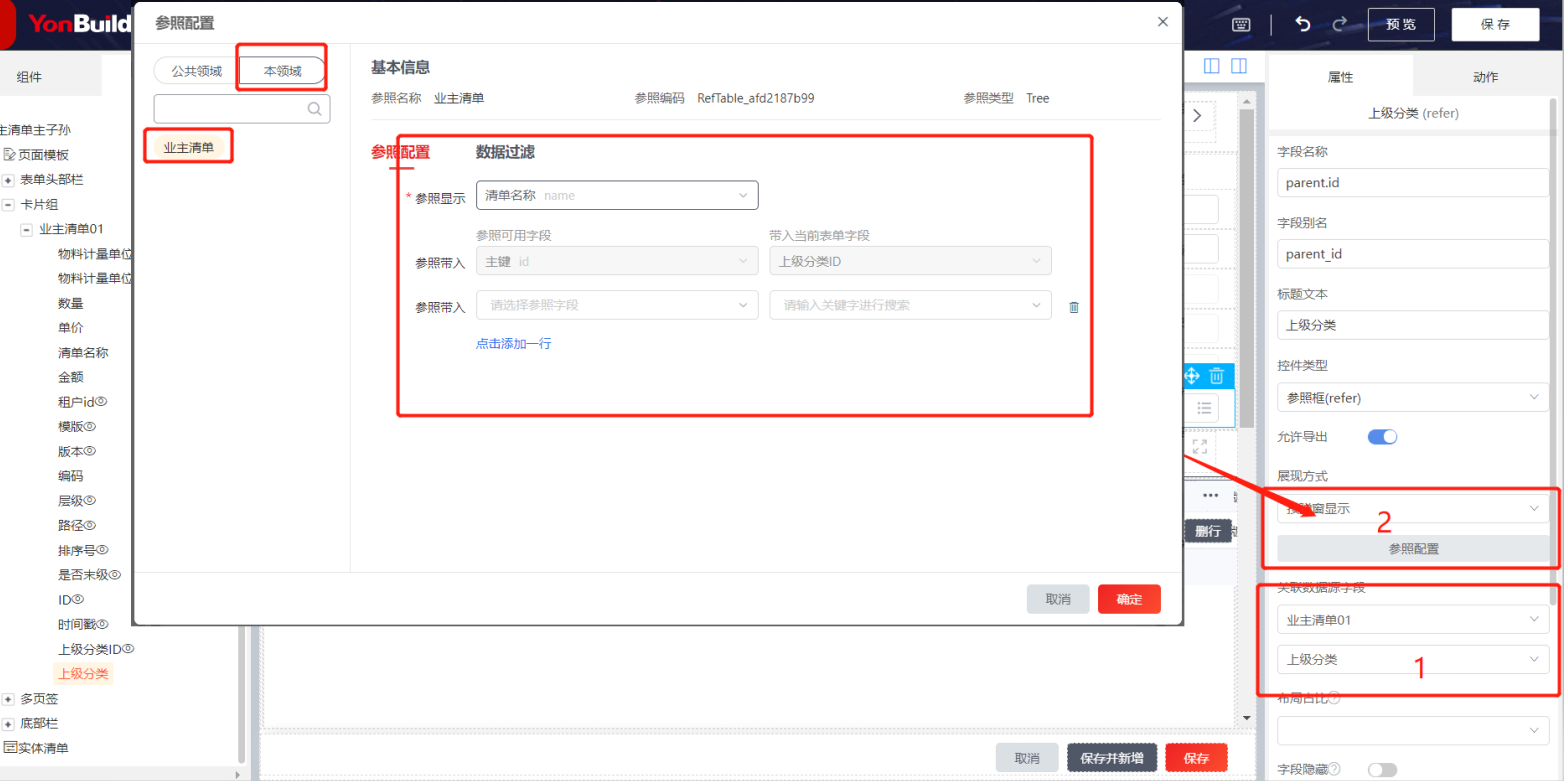 YonBuild
参照配置
预 览
保 存
组件
公共领域
本领域
基本信息
参照名称 业主清单
参照编码 RefTable_afd2187b99
参照类型 Tree
业主清单
参照配置
数据过滤
* 参照显示
清单名称 name
参照可用字段
带入当前表单字段
参照带入
主键 id
上级分类ID
参照带入
请选择参照字段
请输入关键字进行搜索
点击添加一行
取消
确定
主清单主子孙
页面模板
表单头部栏
卡片组
业主清单01
物料计量单位
物料计量单位
数量
单价
清单名称
金额
租户id
模版
版本
编码
层级
路径
排序号
是否末级
ID
时间戳
上级分类ID
上级分类
多页签
底部栏
实体清单
删行
取消
保存并新增
保存
属性
动作
上级分类 (refer)
字段名称
parent.id
字段别名
parent_id
标题文本
上级分类
控件类型
参照框(refer)
允许导出
展现方式
窗显示
2
参照配置
关联数据源字段
业主清单01
上级分类
1
布局占比
字段隐藏